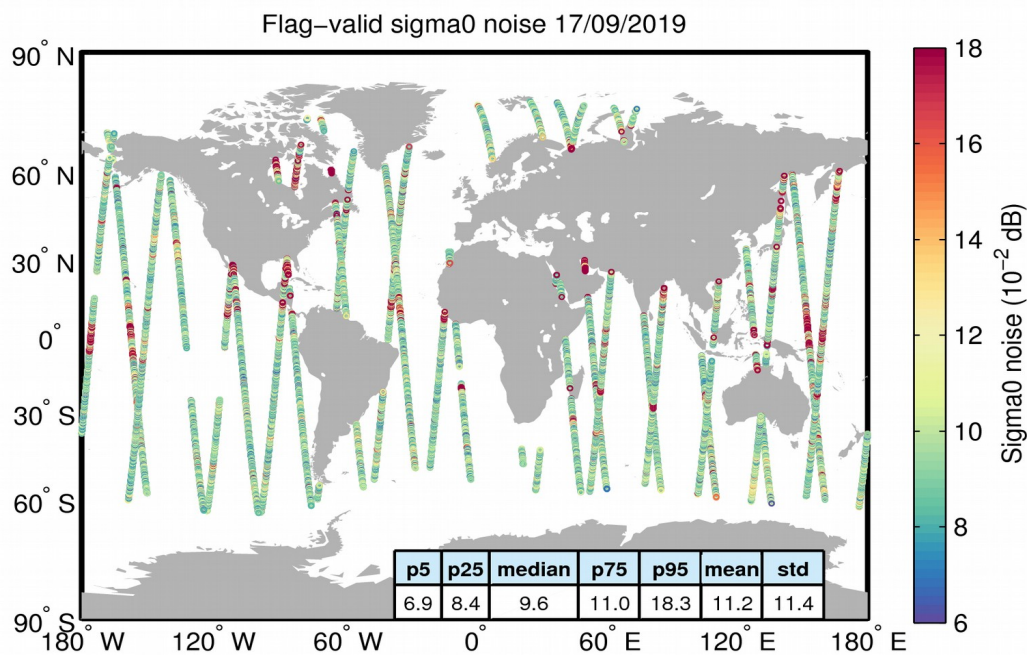 Flag−valid sigma0 noise 17/09/2019
90° N
60° N
30° N
0°
30° S
60° S
90° S
180° W
120° W
60° W
0°
60° E
120° E
180° E
p5 p25 median p75 p95 mean std
6.9 8.4 9.6 11.0 18.3 11.2 11.4
18
16
14
12
10
8
6
Sigma0 noise (10⁻² dB)